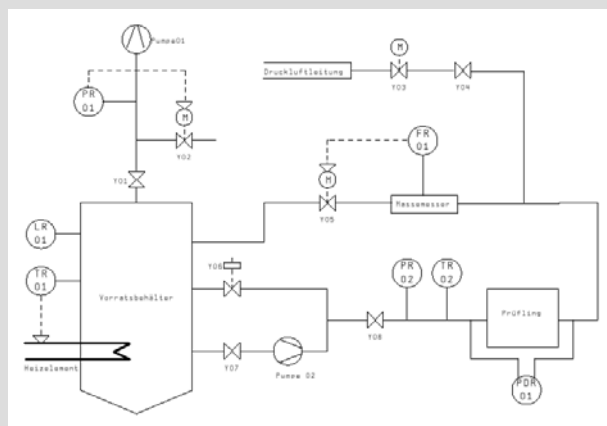 Pumpe01
PR
01
M
Y02
Y01
Druckluftleitung
M
Y03
Y04
FR
01
M
Y05
Massemesser
LR
01
TR
01
Vorratsbehälter
Heizelement
Y06
Y07
Pumpe 02
Y08
PR
02
TR
02
Prüfling
PDR
01